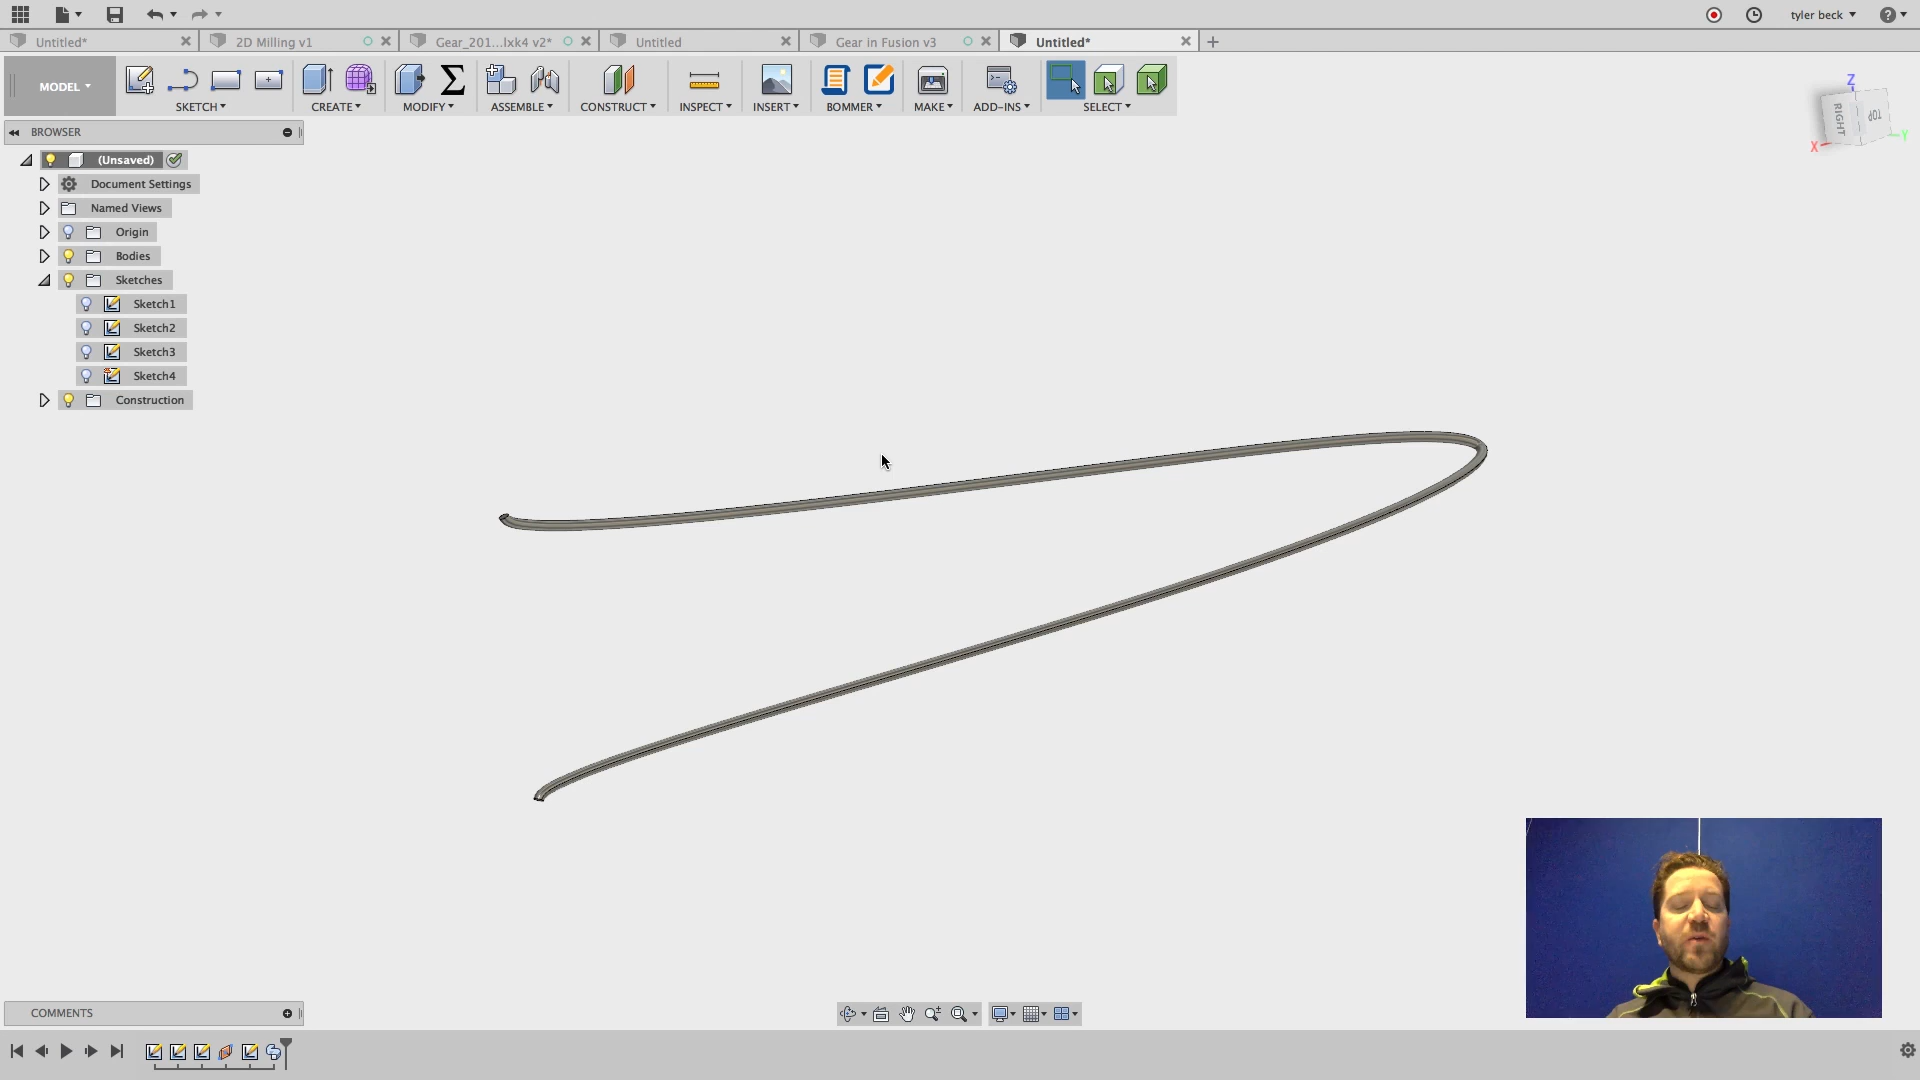 tyler beck
Untitled*
2D Milling v1
Gear_201...lxk4 v2*
Untitled
Gear in Fusion v3
Untitled*
MODEL
SKETCH
CREATE
MODIFY
ASSEMBLE
CONSTRUCT
INSPECT
INSERT
BOMMER
MAKE
ADD-INS
SELECT
Z
RIGHT
TOP
X
Y
BROWSER
(Unsaved)
Document Settings
Named Views
Origin
Bodies
Sketches
Sketch1
Sketch2
Sketch3
Sketch4
Construction
COMMENTS